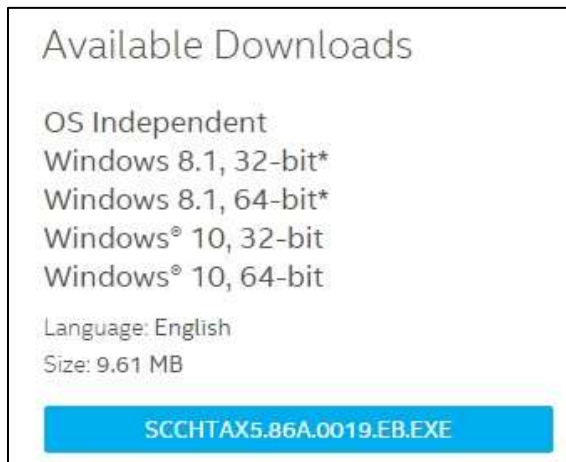 Available Downloads
OS Independent
Windows 8.1, 32-bit*
Windows 8.1, 64-bit*
Windows® 10, 32-bit
Windows® 10, 64-bit
Language: English
Size: 9.61 MB
SCCHTAX5.86A.0019.EB.EXE